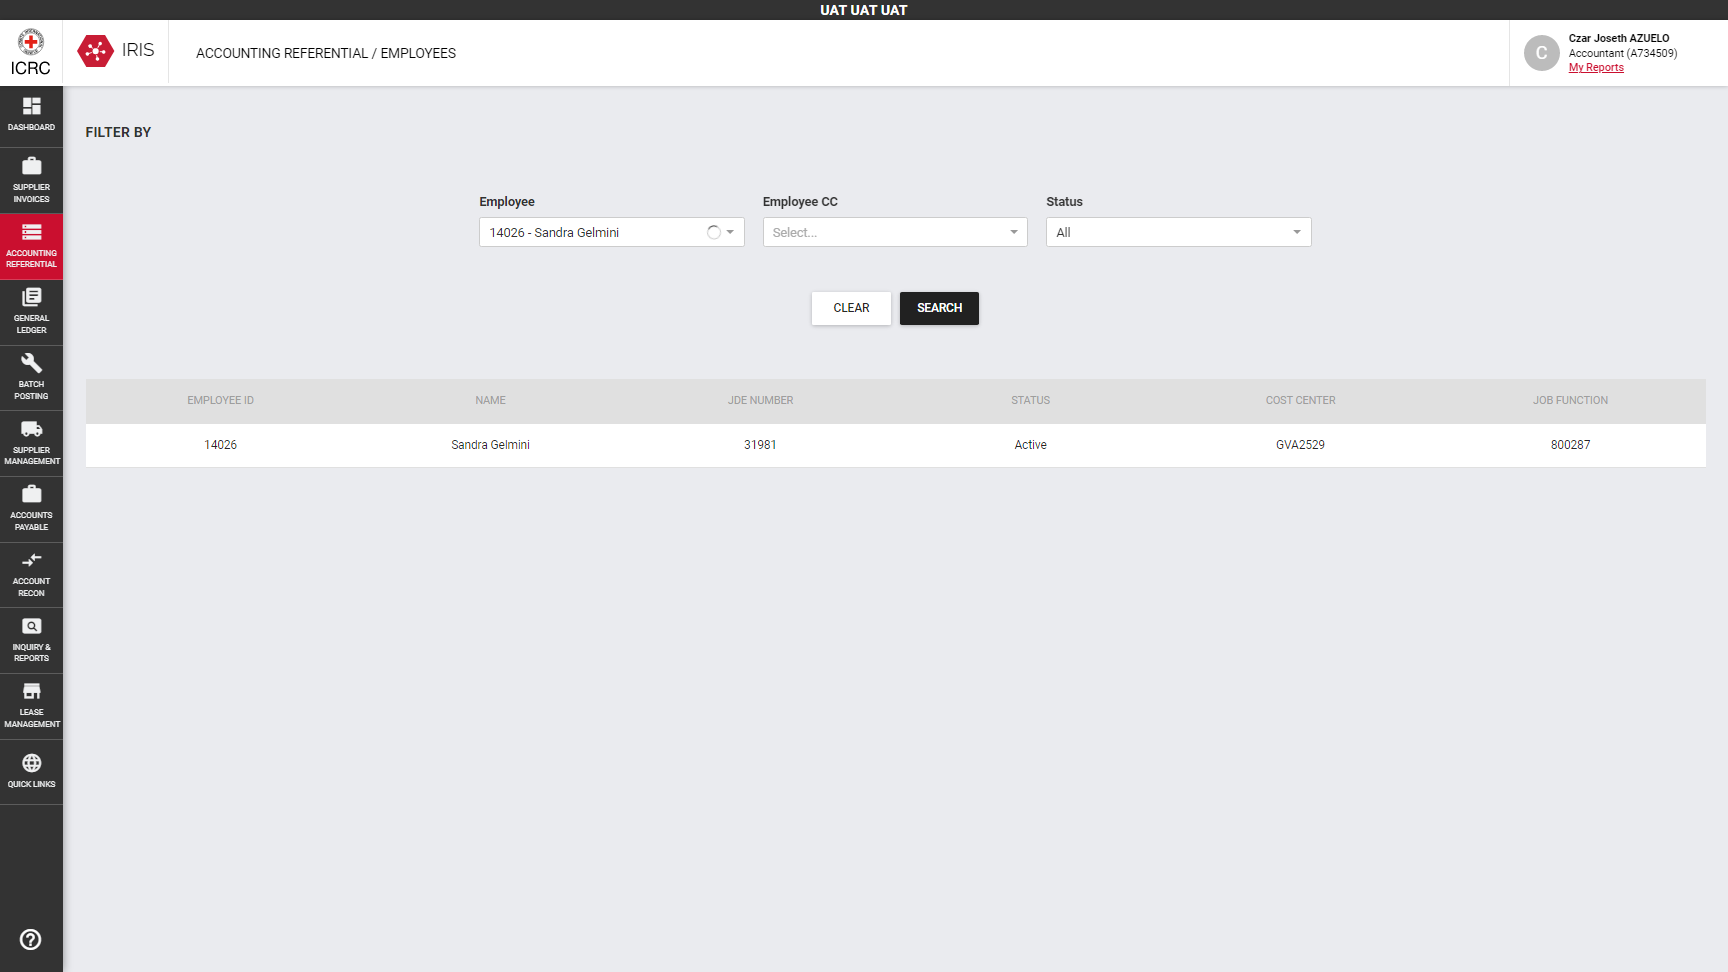 UAT UAT UAT
ICRC
IRIS
ACCOUNTING REFERENTIAL / EMPLOYEES
C
Czar Joseth AZUELO
Accountant (A734509)
My Reports
DASHBOARD
SUPPLIER
INVOICES
ACCOUNTING
REFERENTIAL
GENERAL
LEDGER
BATCH
POSTING
SUPPLIER
MANAGEMENT
ACCOUNTS
PAYABLE
ACCOUNT
RECON
INQUIRY &
REPORTS
LEASE
MANAGEMENT
QUICK LINKS
FILTER BY
Employee Employee CC Status
14026 - Sandra Gelmini Select... All
CLEAR SEARCH
EMPLOYEE ID NAME JDE NUMBER STATUS COST CENTER JOB FUNCTION
14026 Sandra Gelmini 31981 Active GVA2529 800287